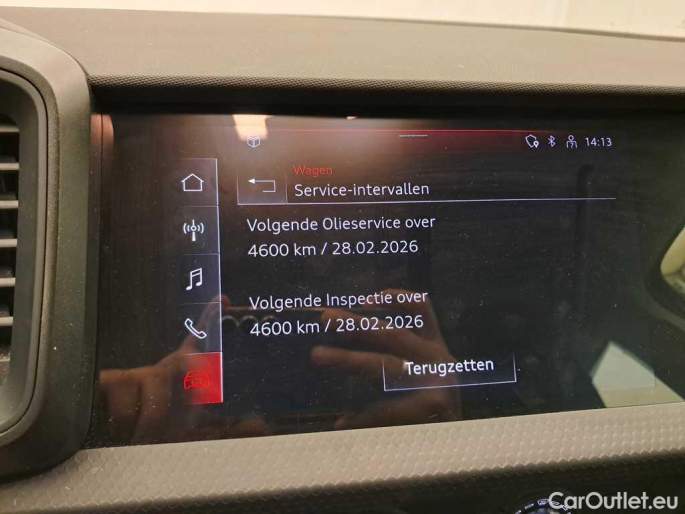 14:13
Wagen
Service-intervallen
Volgende Olieservice over
4600 km / 28.02.2026
Volgende Inspectie over
4600 km / 28.02.2026
Terugzetten
CarOutlet.eu